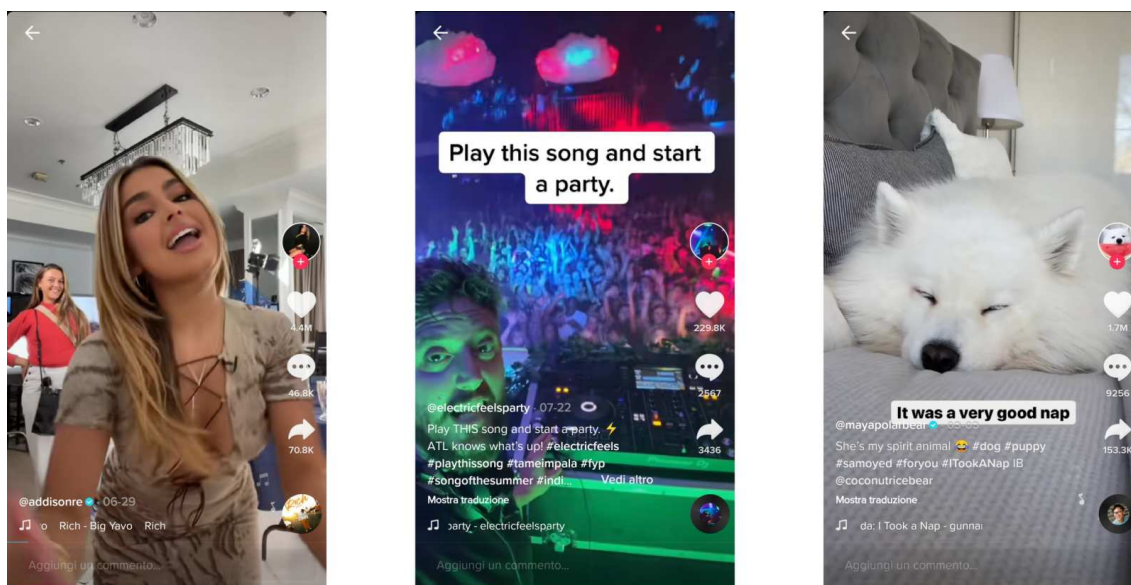 4.4M
46.8K
70.8K
@addisonre · 06-29
o Rich - Big Yavo Rich
Aggiungi un commento...
Play this song and start
a party.
229.8K
2567
3436
@electricfeelsparty · 07-22
Play THIS song and start a party. ⚡
ATL knows what's up! #electricfeels
#playthissong #tameimpala #fyp
#songofthesummer #indi... Vedi altro
Mostra traduzione
party - electricfeelsparty
Aggiungi un commento...
1.7M
9256
153.3K
It was a very good nap
@mayapolarbear
She's my spirit animal 😂 #dog #puppy
#samoyed #foryou #ITookANap IB
@coconutricebear
Mostra traduzione
da: I Took a Nap - gunnar
Aggiungi un commento...